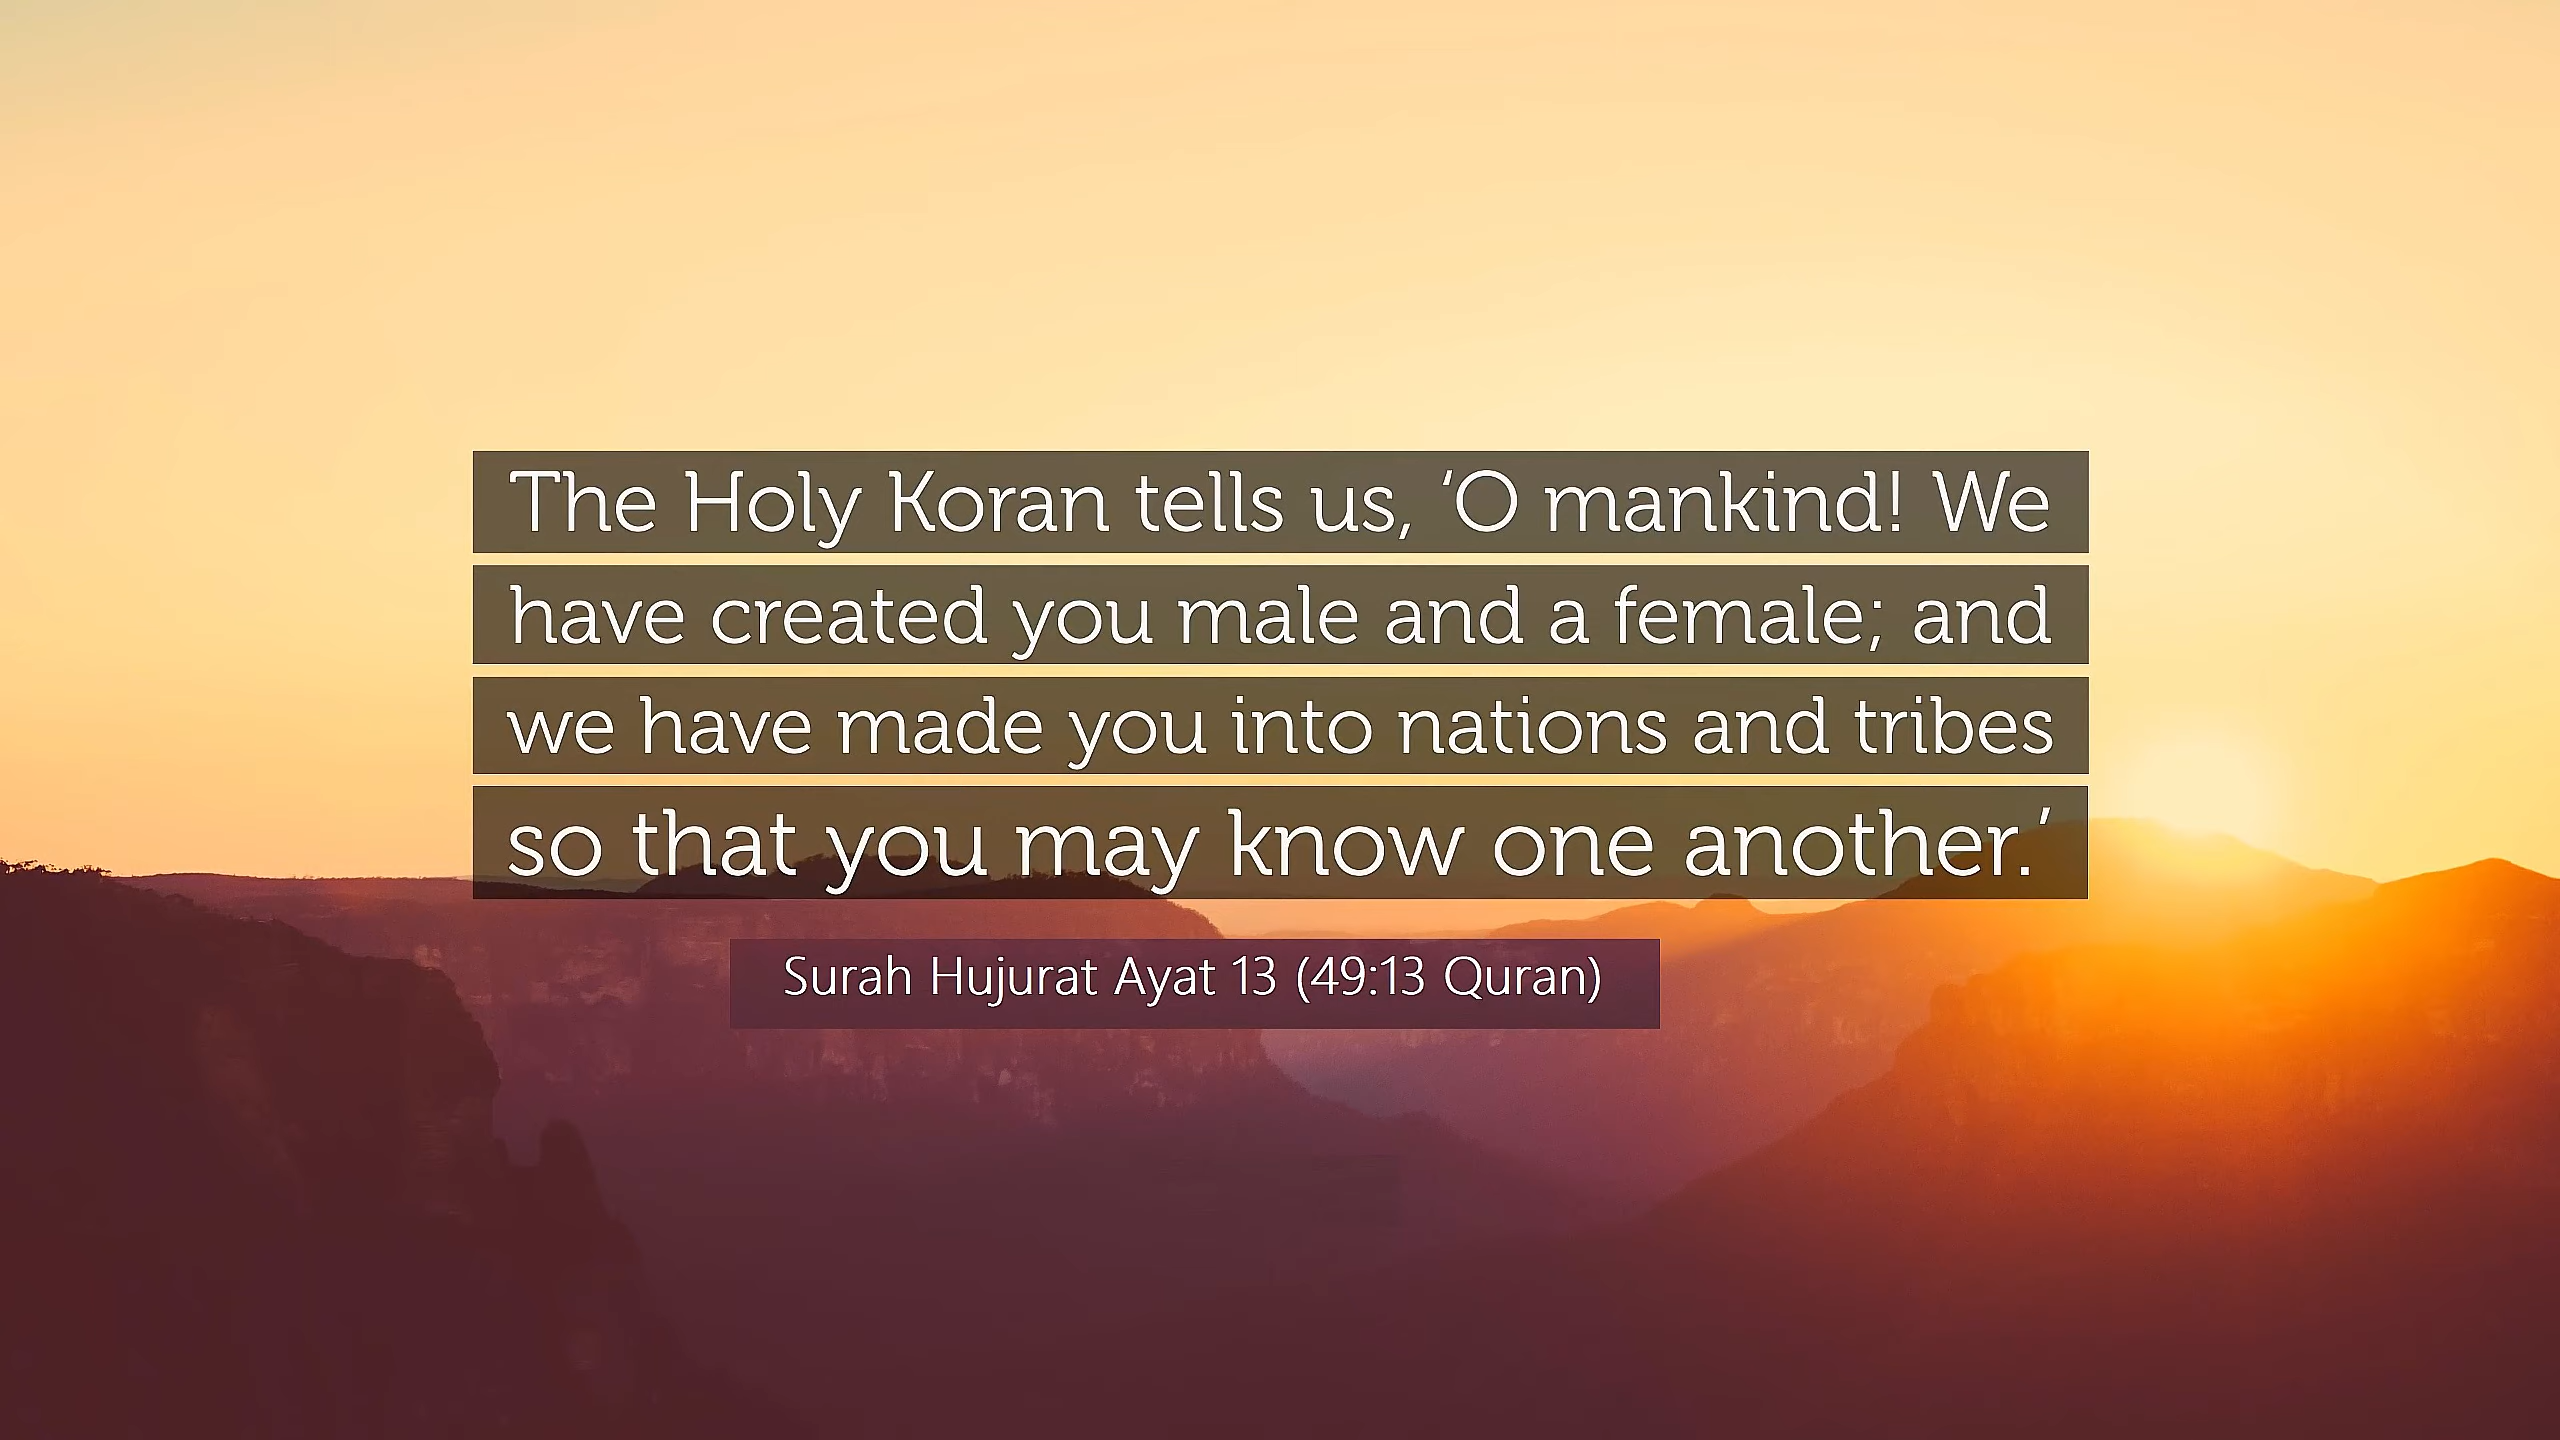 The Holy Koran tells us, ‘O mankind! We
have created you male and a female; and
we have made you into nations and tribes
so that you may know one another.’
Surah Hujurat Ayat 13 (49:13 Quran)